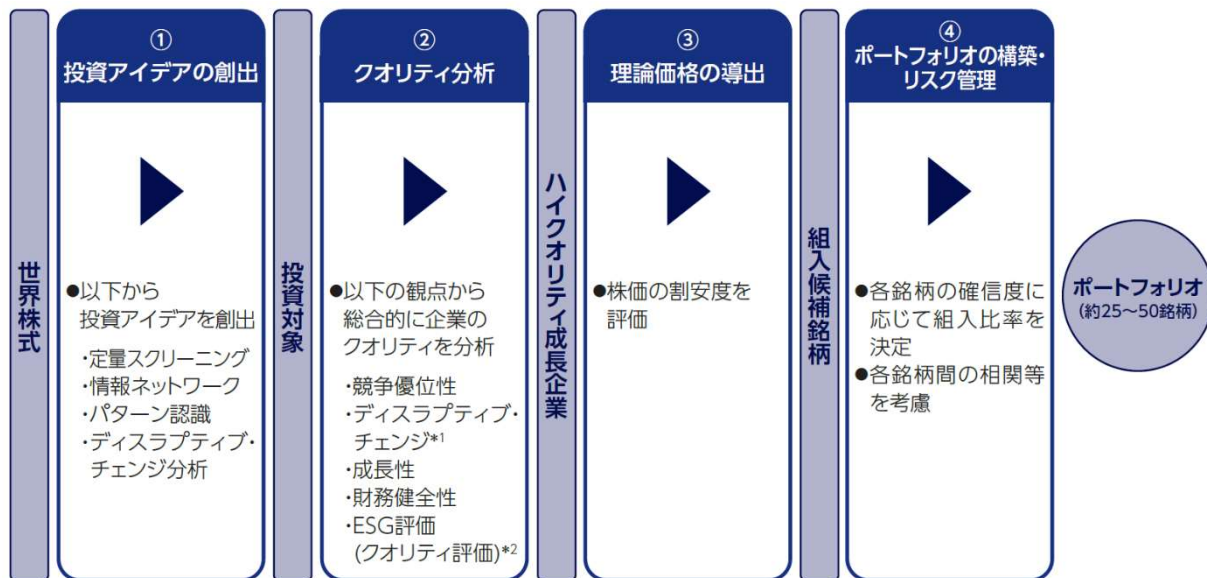 世界株式
①
投資アイデアの創出
●以下から
投資アイデアを創出
・定量スクリーニング
・情報ネットワーク
・パターン認識
・ディスラプティブ・
チェンジ分析
投資対象
②
クオリティ分析
●以下の観点から
総合的に企業の
クオリティを分析
・競争優位性
・ディスラプティブ・
チェンジ*1
・成長性
・財務健全性
・ESG評価
(クオリティ評価)*2
ハイクオリティ成長企業
③
理論価格の導出
●株価の割安度を
評価
組入候補銘柄
④
ポートフォリオの構築・
リスク管理
●各銘柄の確信度に
応じて組入比率を
決定
●各銘柄間の相関等
を考慮
ポートフォリオ
(約25～50銘柄)